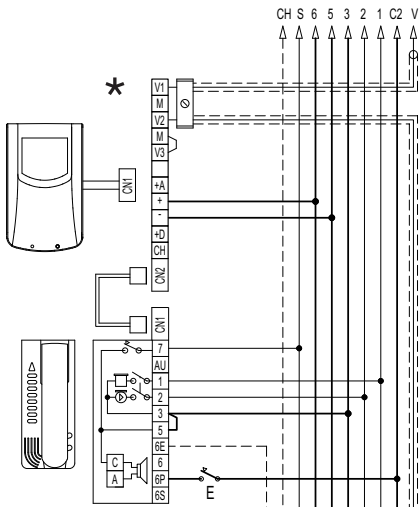 CH S 6 5 3 2 1 C2 V
*
V1
M
V2
M
V3
CN1
+A
+
-
+D
CH
CN2
CN1
7
AU
1
2
3
5
6E
C 6
A 6P
E
6S